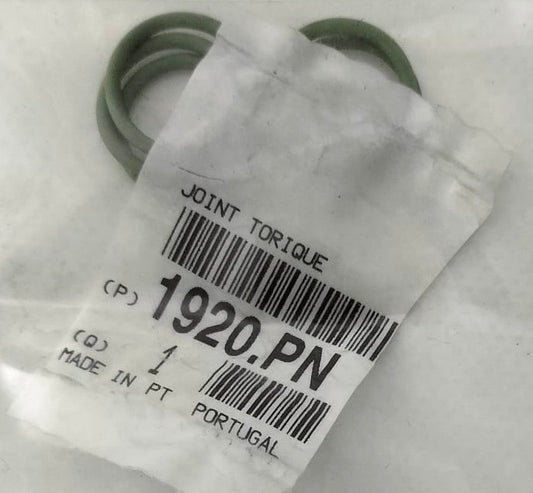 JOINT TORIQUE
(P) 1920.PN
(Q) 1
MADE IN PT PORTUGAL